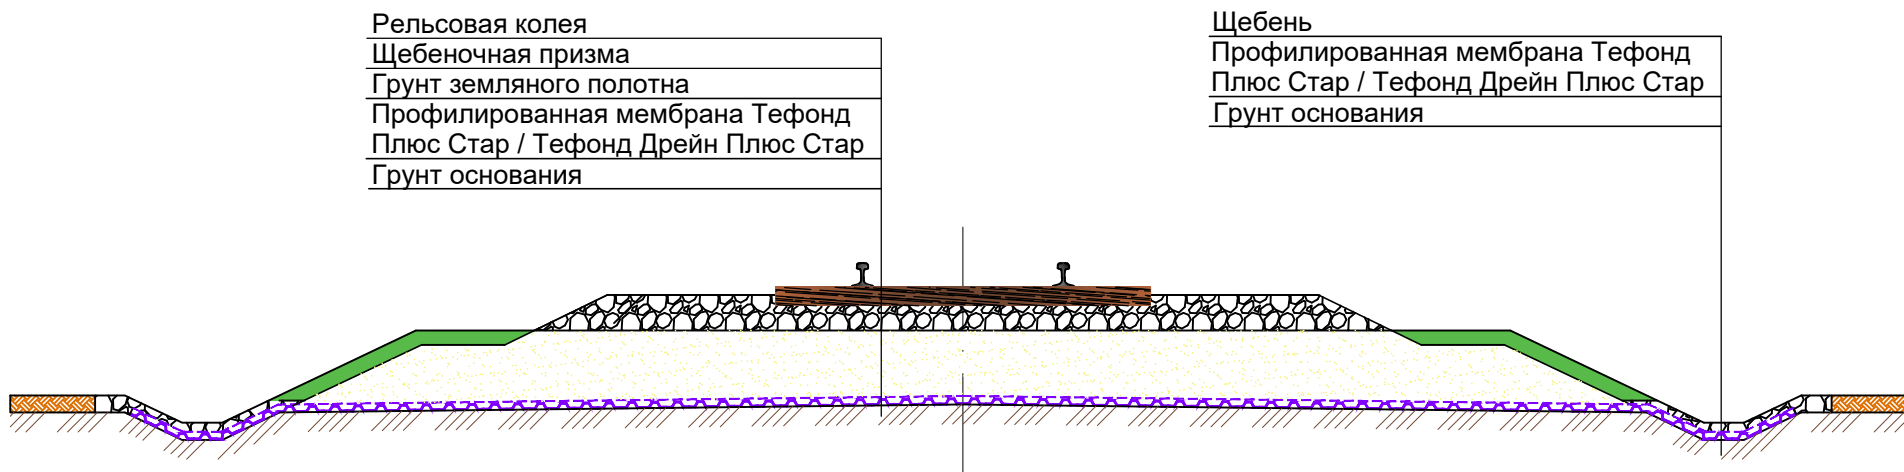 Рельсовая колея
Щебеночная призма
Грунт земляного полотна
Профилированная мембрана Тефонд
Плюс Стар / Тефонд Дрейн Плюс Стар
Грунт основания
Щебень
Профилированная мембрана Тефонд
Плюс Стар / Тефонд Дрейн Плюс Стар
Грунт основания